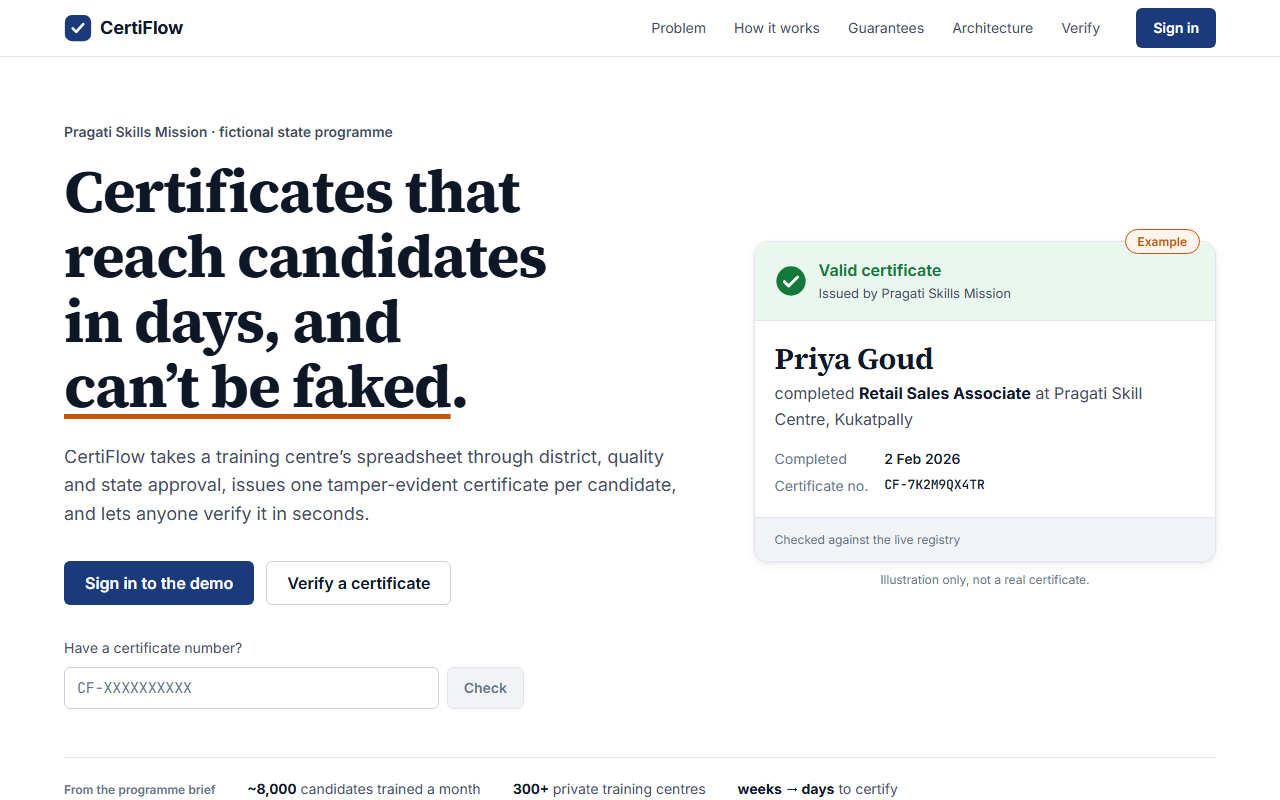 CertiFlow
Problem
How it works
Guarantees
Architecture
Verify
Sign in
Pragati Skills Mission · fictional state programme
Certificates that
reach candidates
in days, and
can’t be faked.
CertiFlow takes a training centre’s spreadsheet through district, quality
and state approval, issues one tamper-evident certificate per candidate,
and lets anyone verify it in seconds.
Sign in to the demo
Verify a certificate
Have a certificate number?
CF-XXXXXXXXXX
Check
Example
Valid certificate
Issued by Pragati Skills Mission
Priya Goud
completed Retail Sales Associate at Pragati Skill
Centre, Kukatpally
Completed 2 Feb 2026
Certificate no. CF-7K2M9QX4TR
Checked against the live registry
Illustration only, not a real certificate.
From the programme brief
~8,000 candidates trained a month
300+ private training centres
weeks → days to certify